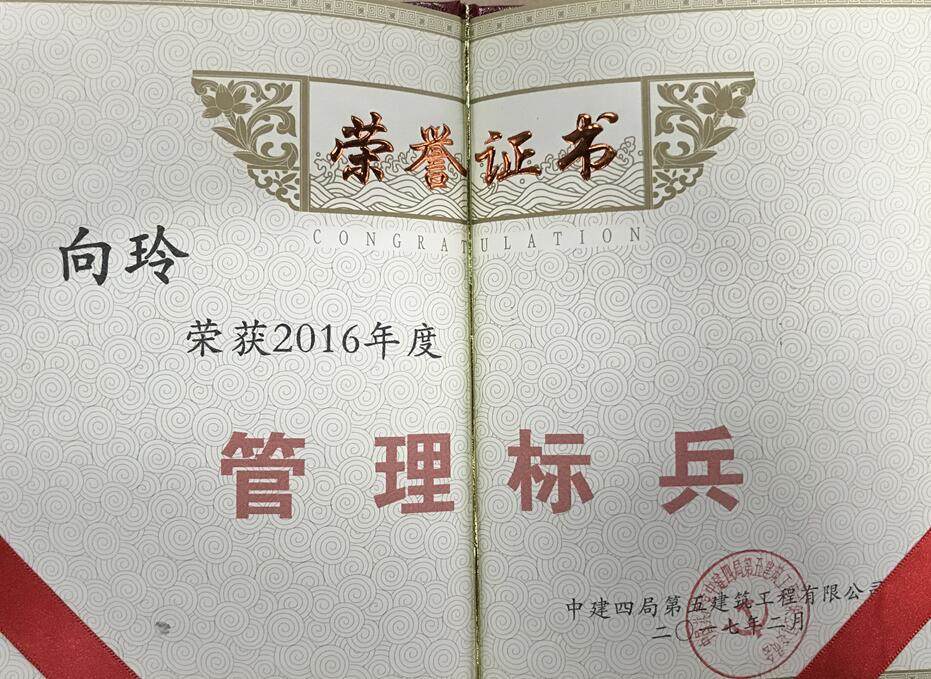 荣誉证书
CONGRATULATION
向玲
荣获2016年度
管理标兵
中建四局第五建筑工程有限公司
二〇一七年二月